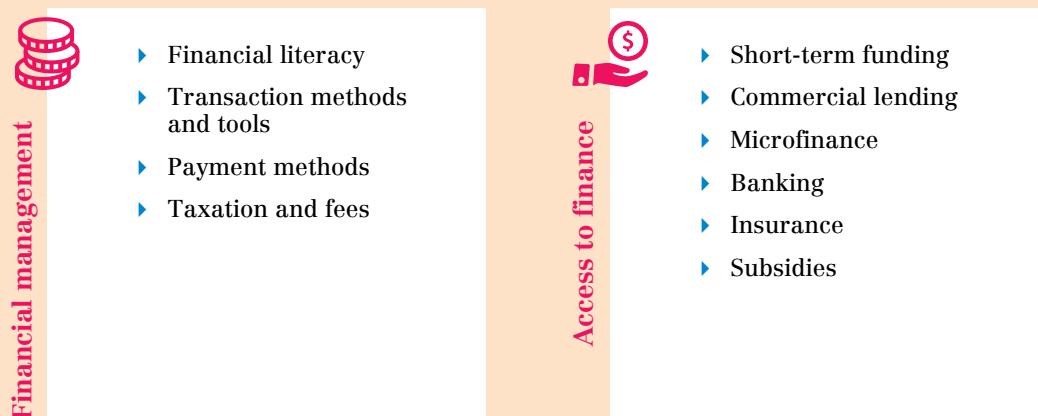 Financial management
Financial literacy
Transaction methods
and tools
Payment methods
Taxation and fees
Access to finance
$
Short-term funding
Commercial lending
Microfinance
Banking
Insurance
Subsidies